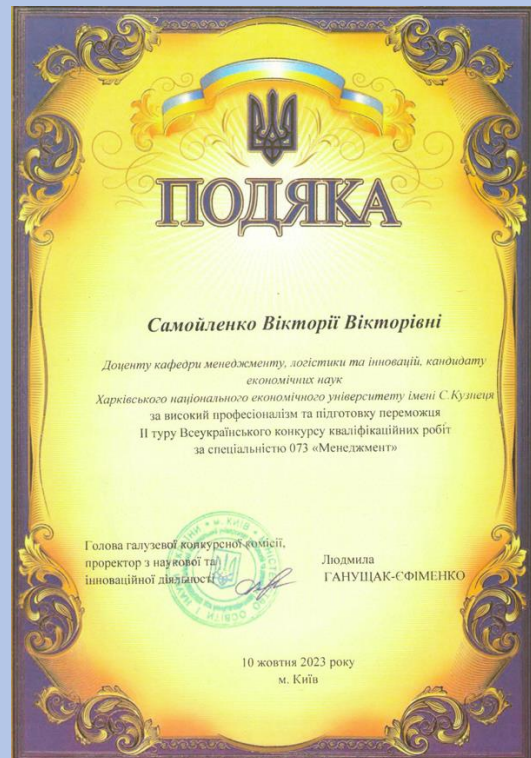 ПОДЯКА
Самойленко Вікторії Вікторівні
Доценту кафедри менеджменту, логістики та інновацій, кандидату
економічних наук
Харківського національного економічного університету імені С.Кузнеця
за високий професіоналізм та підготовку переможця
ІІ туру Всеукраїнського конкурсу кваліфікаційних робіт
за спеціальністю 073 «Менеджмент»
Голова галузевої конкурсної комісії,
проректор з наукової та
інноваційної діяльності
Людмила
ГАНУЩАК-ЄФІМЕНКО
10 жовтня 2023 року
м. Київ